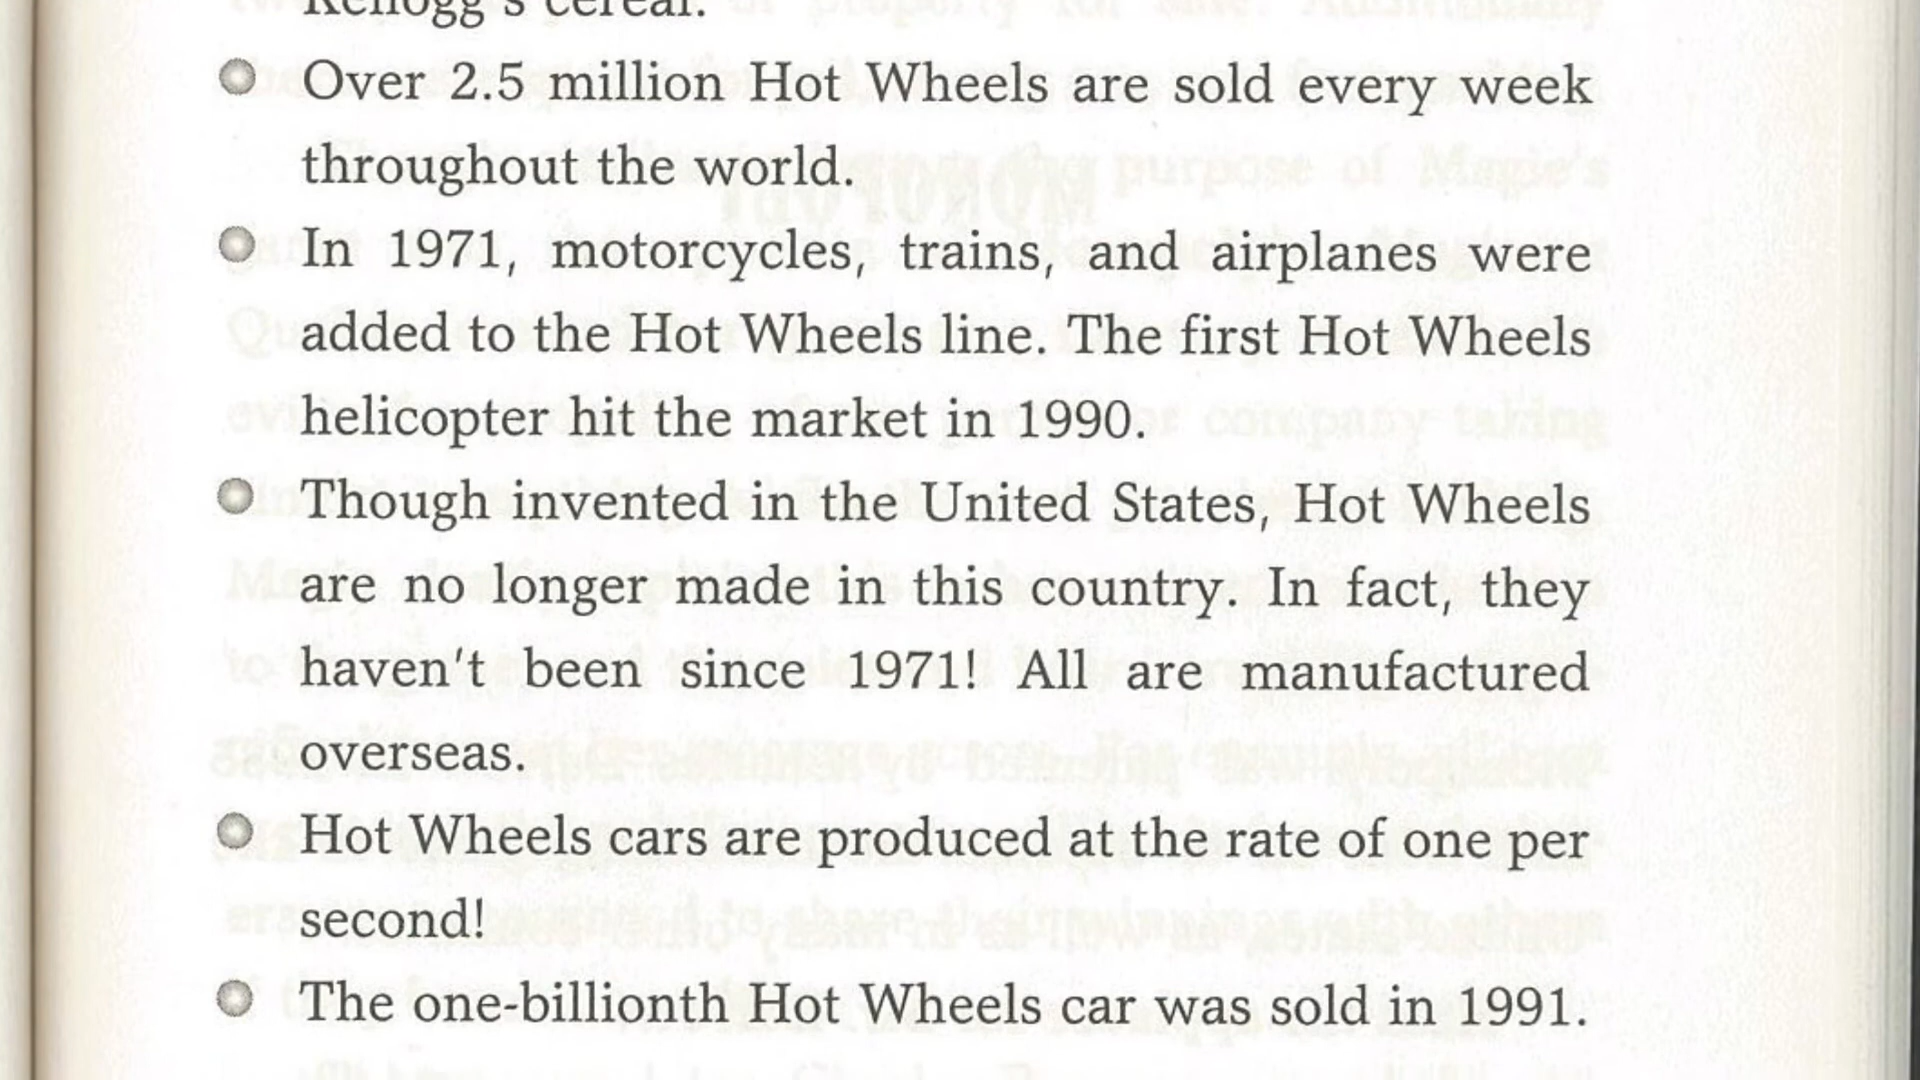 Kellogg's cereal.
Over 2.5 million Hot Wheels are sold every week
throughout the world.
In 1971, motorcycles, trains, and airplanes were
added to the Hot Wheels line. The first Hot Wheels
helicopter hit the market in 1990.
Though invented in the United States, Hot Wheels
are no longer made in this country. In fact, they
haven't been since 1971! All are manufactured
overseas.
Hot Wheels cars are produced at the rate of one per
second!
The one-billionth Hot Wheels car was sold in 1991.